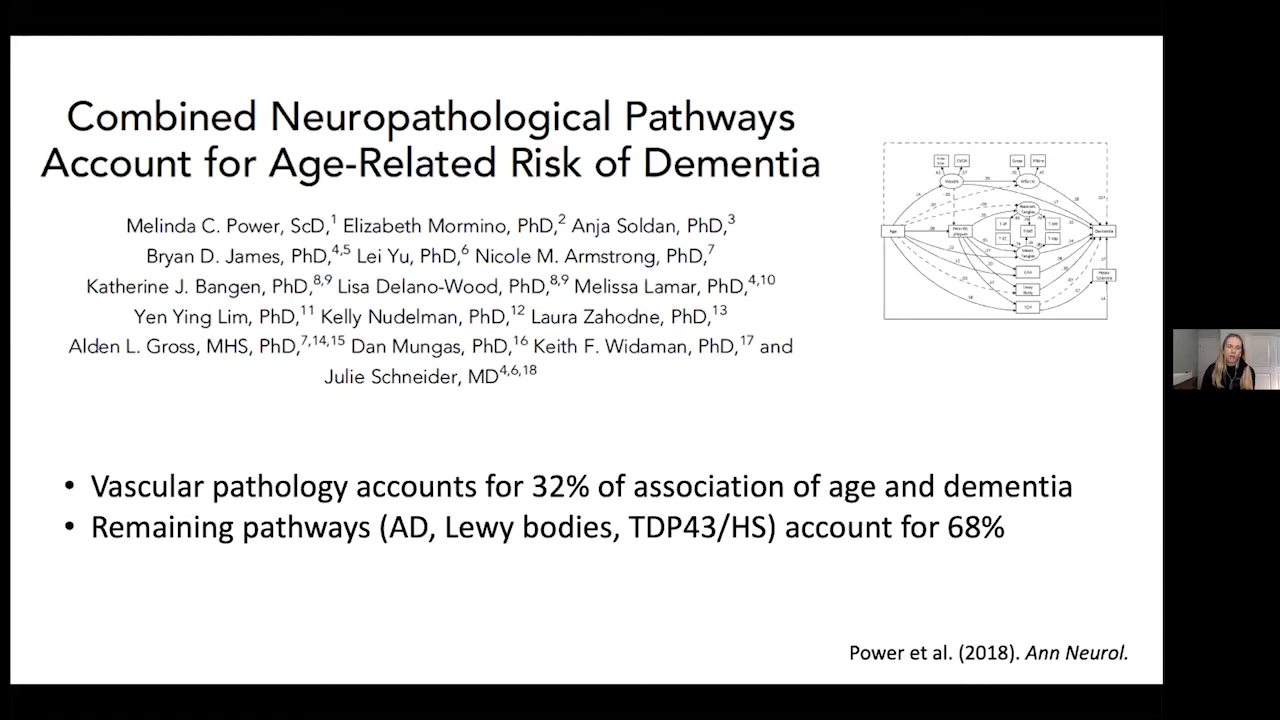 Combined Neuropathological Pathways
Account for Age-Related Risk of Dementia
Melinda C. Power, ScD,1 Elizabeth Mormino, PhD,2 Anja Soldan, PhD,3
Bryan D. James, PhD,4,5 Lei Yu, PhD,6 Nicole M. Armstrong, PhD,7
Katherine J. Bangen, PhD,8,9 Lisa Delano-Wood, PhD,8,9 Melissa Lamar, PhD,4,10
Yen Ying Lim, PhD,11 Kelly Nudelman, PhD,12 Laura Zahodne, PhD,13
Alden L. Gross, MHS, PhD,7,14,15 Dan Mungas, PhD,16 Keith F. Widaman, PhD,17 and
Julie Schneider, MD4,6,18
Age
Dementia
• Vascular pathology accounts for 32% of association of age and dementia
• Remaining pathways (AD, Lewy bodies, TDP43/HS) account for 68%
Power et al. (2018). Ann Neurol.